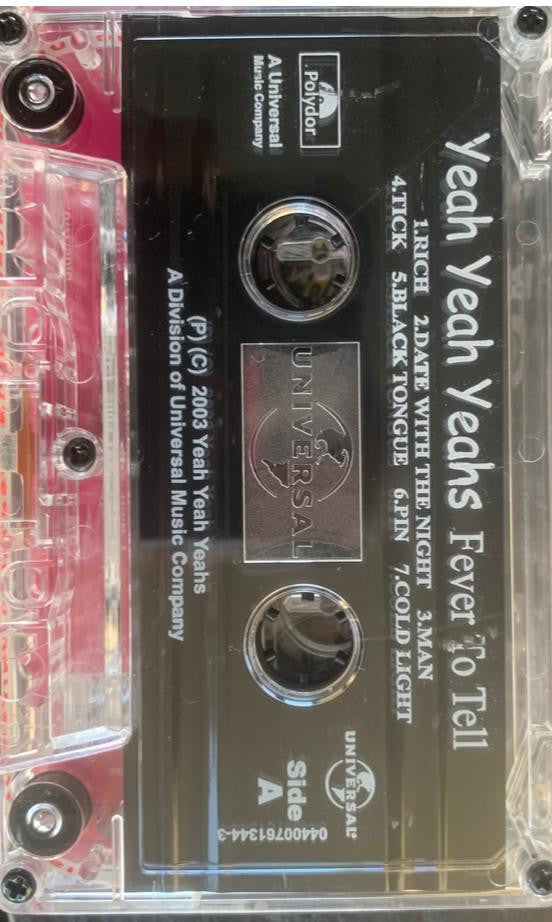 Yeah Yeah Yeahs Fever To Tell
1.RICH 2.DATE WITH THE NIGHT 3.MAN
4.TICK 5.BLACK TONGUE 6.PIN 7.COLD LIGHT
Polydor
A Universal
Music Company
UNIVERSAL
UNIVERSAL
Side
A
04400761344-3
(P) (C) 2003 Yeah Yeah Yeahs
A Division of Universal Music Company